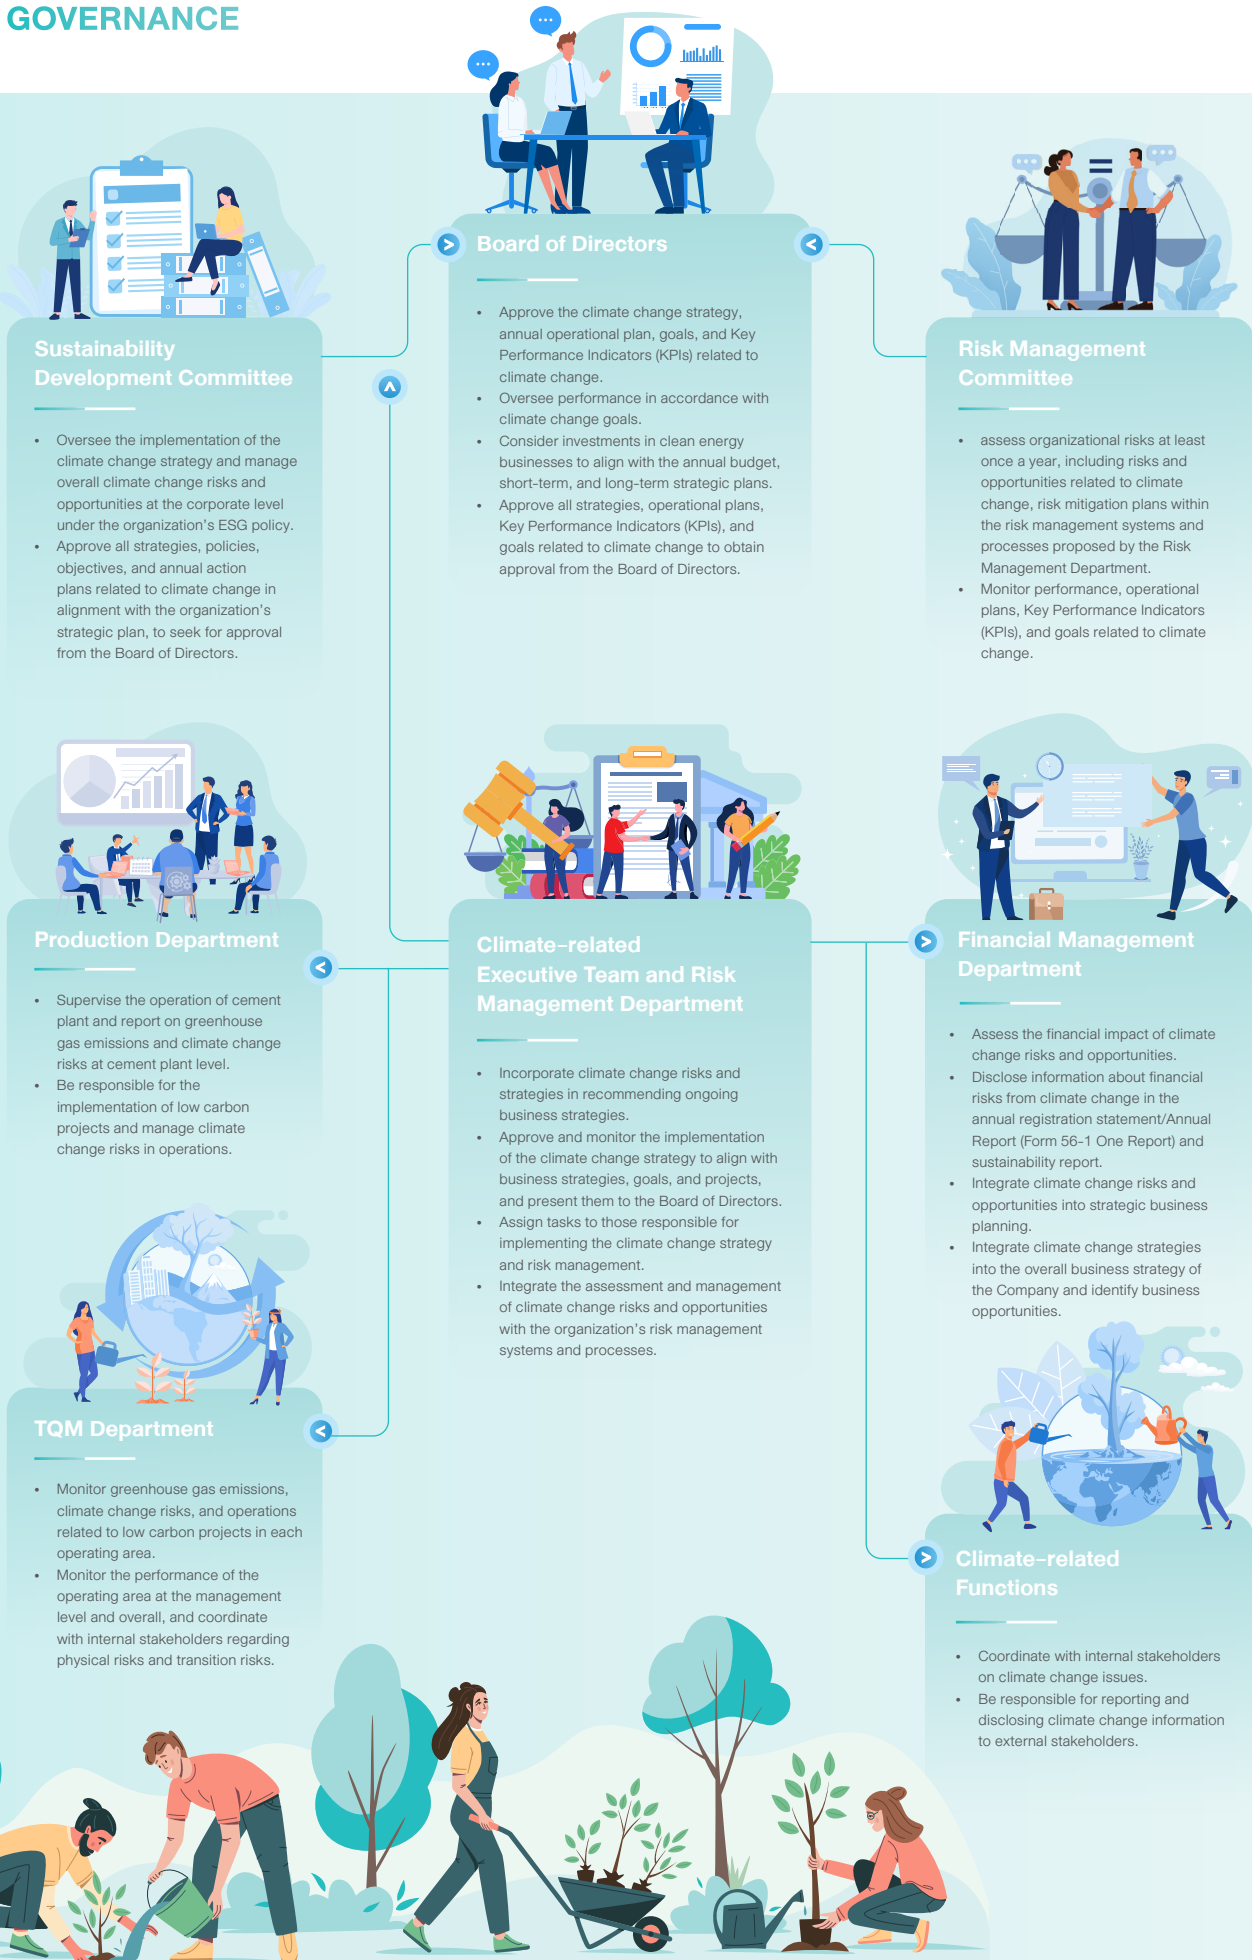 GOVERNANCE
Board of Directors
• Approve the climate change strategy,
annual operational plan, goals, and Key
Performance Indicators (KPIs) related to
climate change.
• Oversee performance in accordance with
climate change goals.
• Consider investments in clean energy
businesses to align with the annual budget,
short-term, and long-term strategic plans.
• Approve all strategies, operational plans,
Key Performance Indicators (KPIs), and
goals related to climate change to obtain
approval from the Board of Directors.
Sustainability
Development Committee
• Oversee the implementation of the
climate change strategy and manage
overall climate change risks and
opportunities at the corporate level
under the organization's ESG policy.
• Approve all strategies, policies,
objectives, and annual action
plans related to climate change in
alignment with the organization's
strategic plan, to seek for approval
from the Board of Directors.
Risk Management
Committee
• assess organizational risks at least
once a year, including risks and
opportunities related to climate
change, risk mitigation plans within
the risk management systems and
processes proposed by the Risk
Management Department.
• Monitor performance, operational
plans, Key Performance Indicators
(KPIs), and goals related to climate
change.
Production Department
• Supervise the operation of cement
plant and report on greenhouse
gas emissions and climate change
risks at cement plant level.
• Be responsible for the
implementation of low carbon
projects and manage climate
change risks in operations.
Climate-related
Executive Team and Risk
Management Department
• Incorporate climate change risks and
strategies in recommending ongoing
business strategies.
• Approve and monitor the implementation
of the climate change strategy to align with
business strategies, goals, and projects,
and present them to the Board of Directors.
• Assign tasks to those responsible for
implementing the climate change strategy
and risk management.
• Integrate the assessment and management
of climate change risks and opportunities
with the organization's risk management
systems and processes.
Financial Management
Department
• Assess the financial impact of climate
change risks and opportunities.
• Disclose information about financial
risks from climate change in the
annual registration statement/Annual
Report (Form 56-1 One Report) and
sustainability report.
• Integrate climate change risks and
opportunities into strategic business
planning.
• Integrate climate change strategies
into the overall business strategy of
the Company and identify business
opportunities.
TQM Department
• Monitor greenhouse gas emissions,
climate change risks, and operations
related to low carbon projects in each
operating area.
• Monitor the performance of the
operating area at the management
level and overall, and coordinate
with internal stakeholders regarding
physical risks and transition risks.
Climate-related
Functions
• Coordinate with internal stakeholders
on climate change issues.
• Be responsible for reporting and
disclosing climate change information
to external stakeholders.